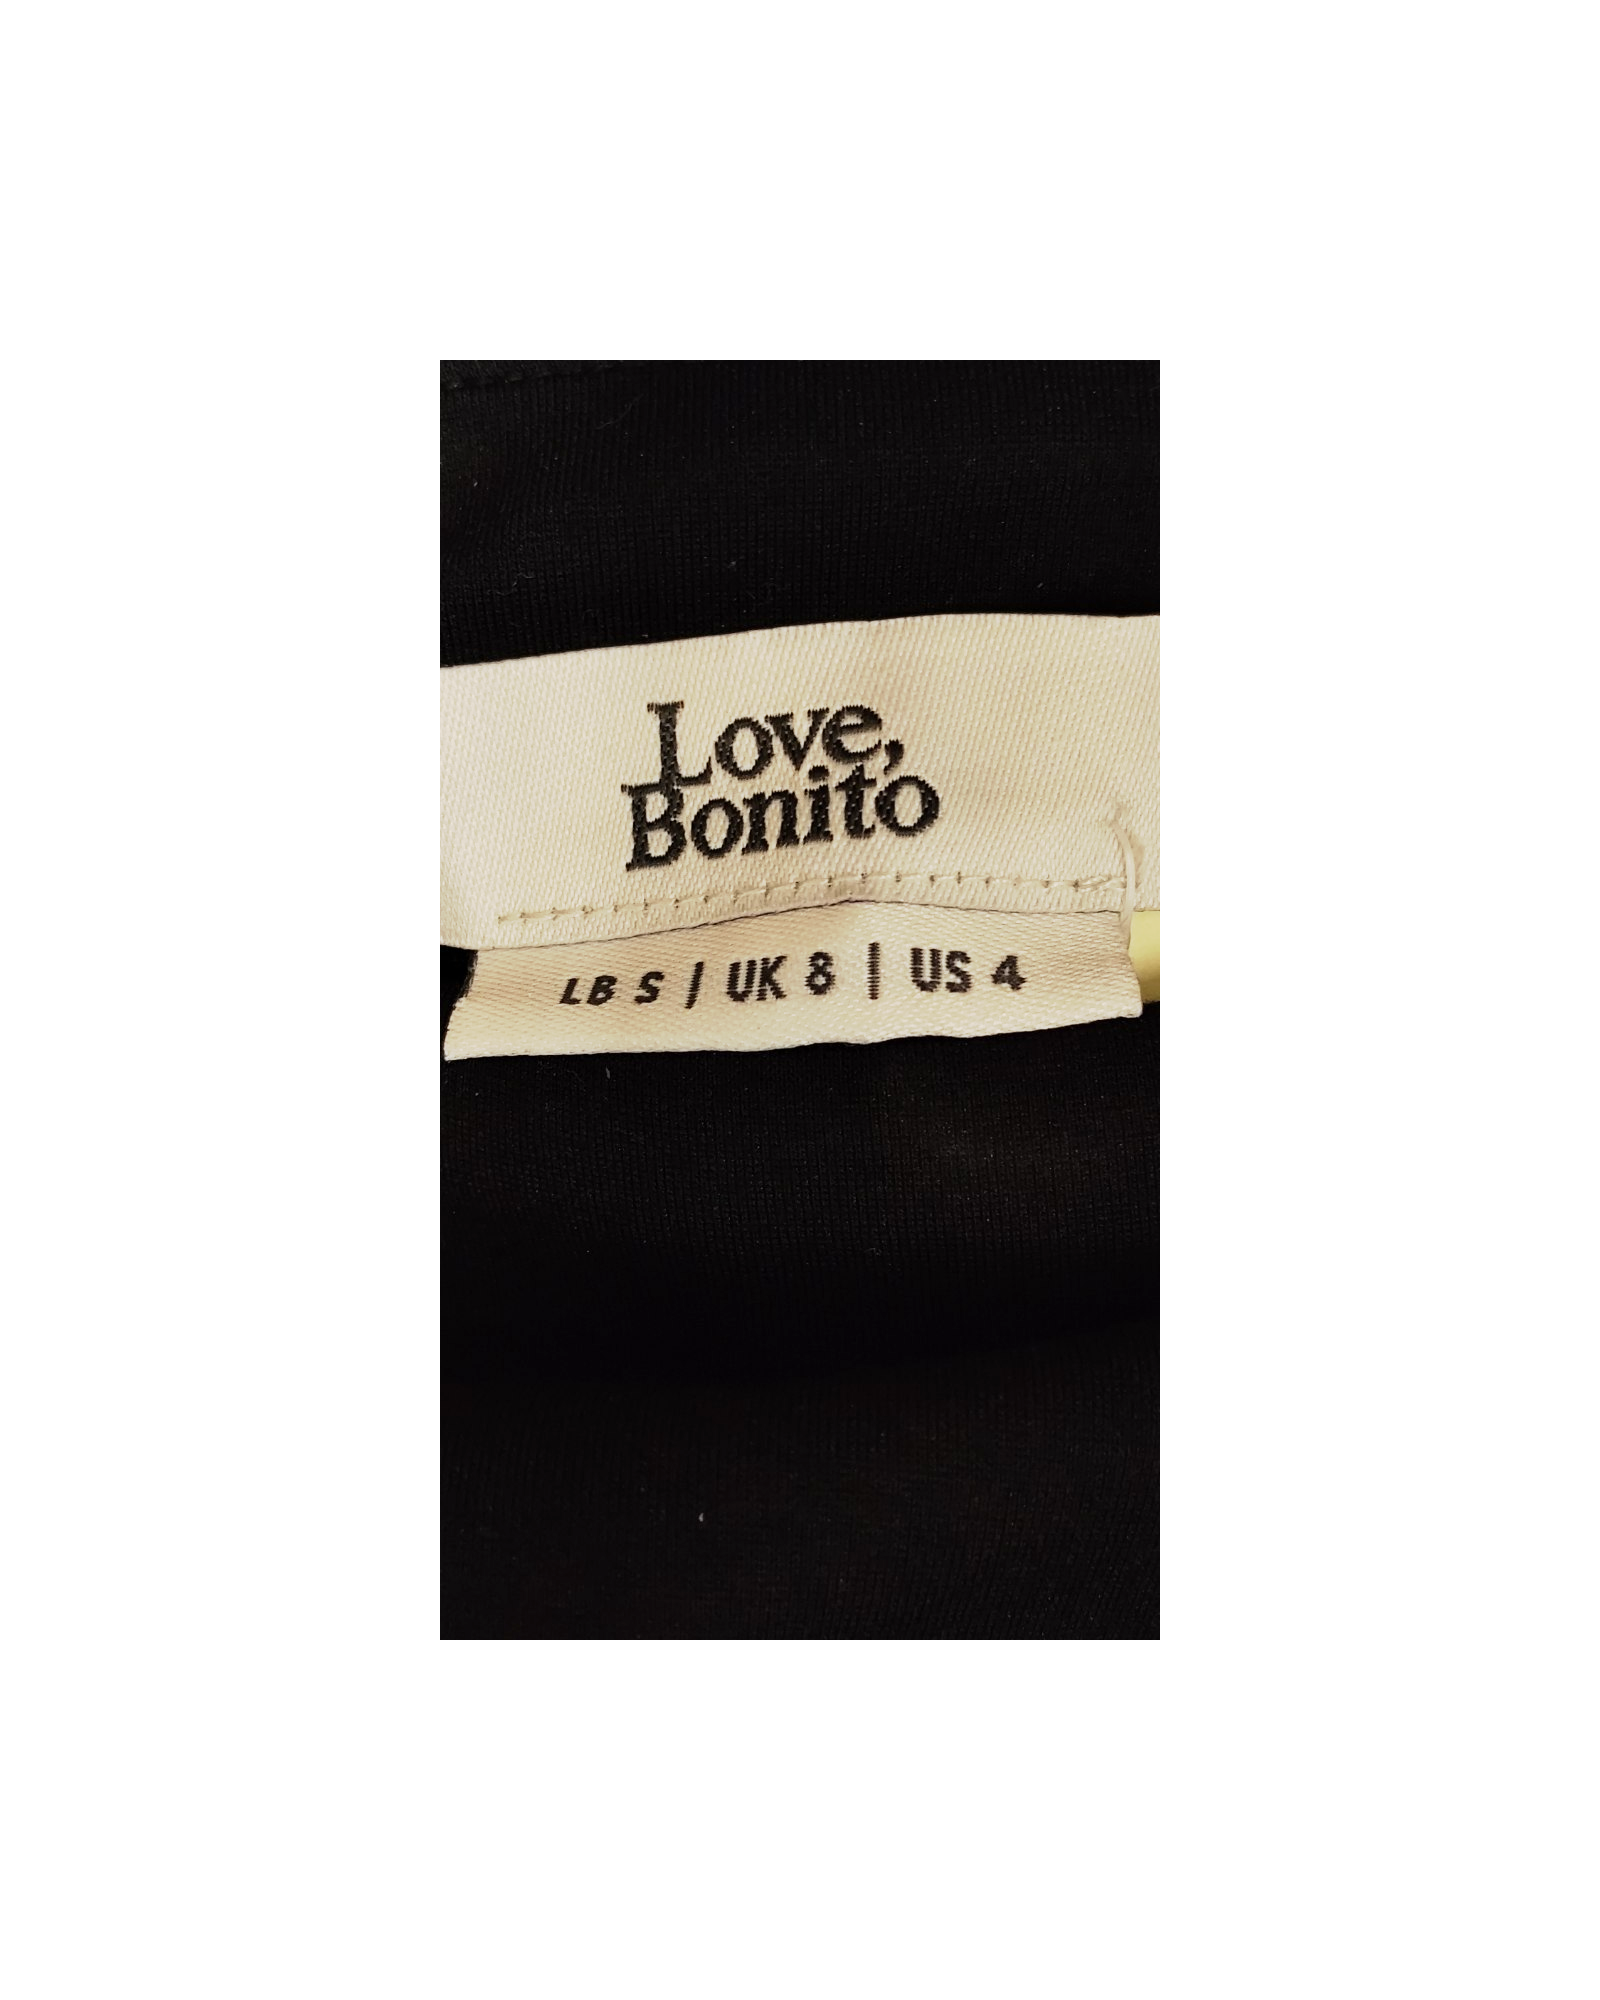 Love,
Bonito
LB S | UK 8 | US 4